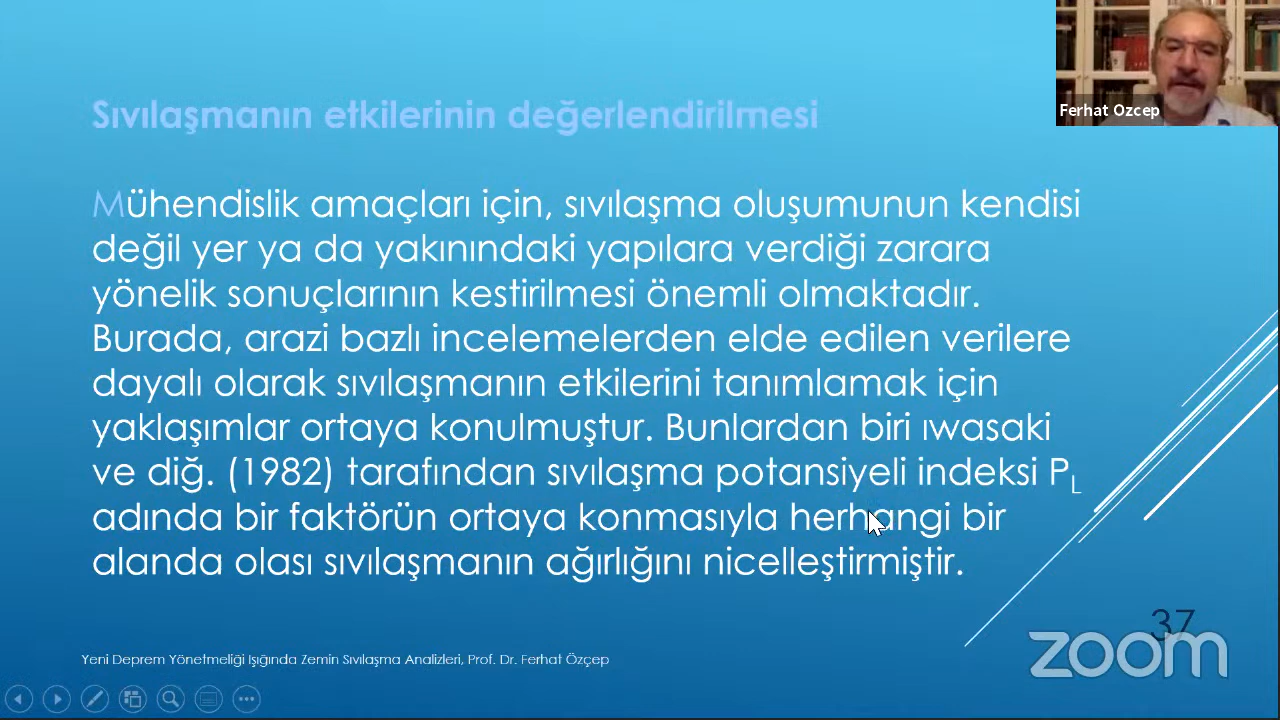 Ferhat Ozcep
Sıvılaşmanın etkilerinin değerlendirilmesi
Mühendislik amaçları için, sıvılaşma oluşumunun kendisi
değil yer ya da yakınındaki yapılara verdiği zarara
yönelik sonuçlarının kestirilmesi önemli olmaktadır.
Burada, arazi bazlı incelemelerden elde edilen verilere
dayalı olarak sıvılaşmanın etkilerini tanımlamak için
yaklaşımlar ortaya konulmuştur. Bunlardan biri ıwasaki
ve diğ. (1982) tarafından sıvılaşma potansiyeli indeksi PL
adında bir faktörün ortaya konmasıyla herhangi bir
alanda olası sıvılaşmanın ağırlığını nicelleştirmiştir.
37
zoom
Yeni Deprem Yönetmeliği Işığında Zemin Sıvılaşma Analizleri, Prof. Dr. Ferhat Özçep